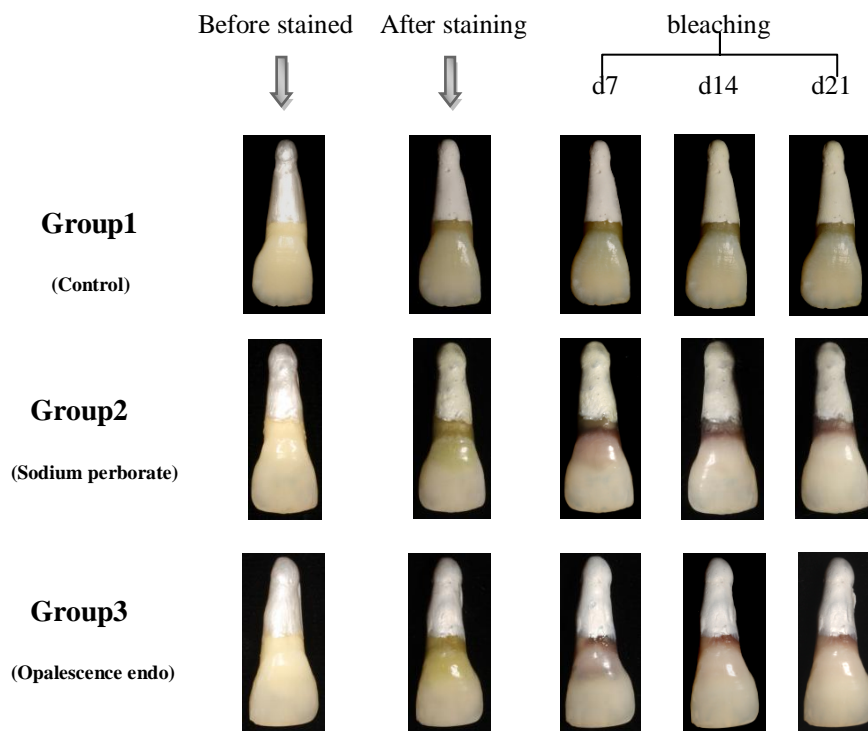 Before stained After staining bleaching
d7 d14 d21
Group1
(Control)
Group2
(Sodium perborate)
Group3
(Opalescence endo)